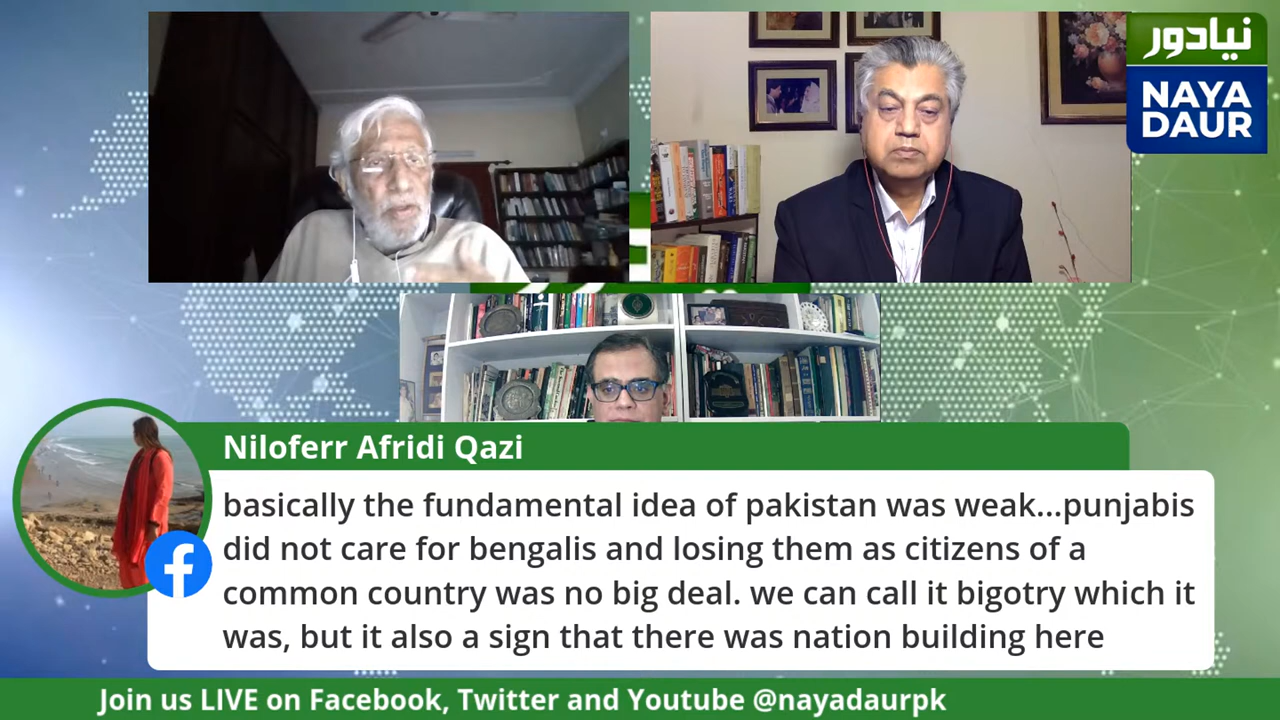 نیادور
NAYA
DAUR
Niloferr Afridi Qazi
basically the fundamental idea of pakistan was weak...punjabis
did not care for bengalis and losing them as citizens of a
common country was no big deal. we can call it bigotry which it
was, but it also a sign that there was nation building here
Join us LIVE on Facebook, Twitter and Youtube @nayadaurpk